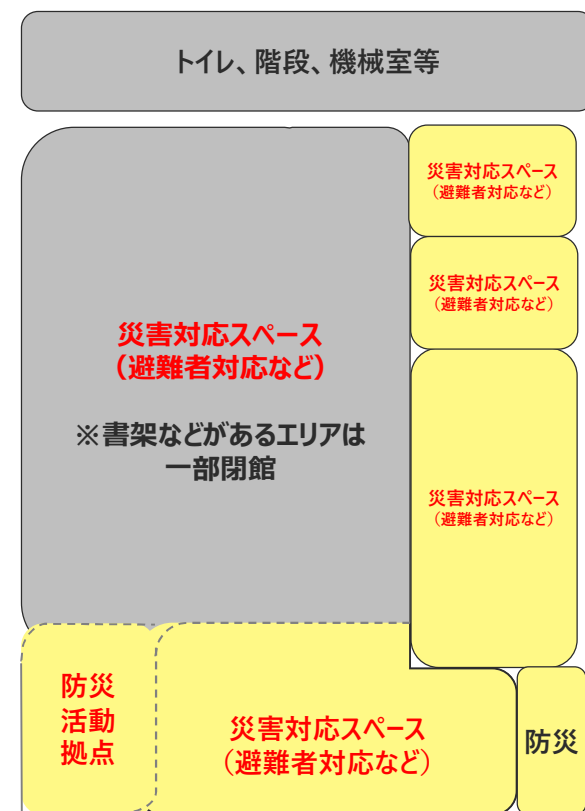 トイレ、階段、機械室等
災害対応スペース
（避難者対応など）
災害対応スペース
（避難者対応など）
災害対応スペース
（避難者対応など）
※書架などがあるエリアは
一部閉館
災害対応スペース
（避難者対応など）
防災
活動
拠点
災害対応スペース
（避難者対応など）
防災